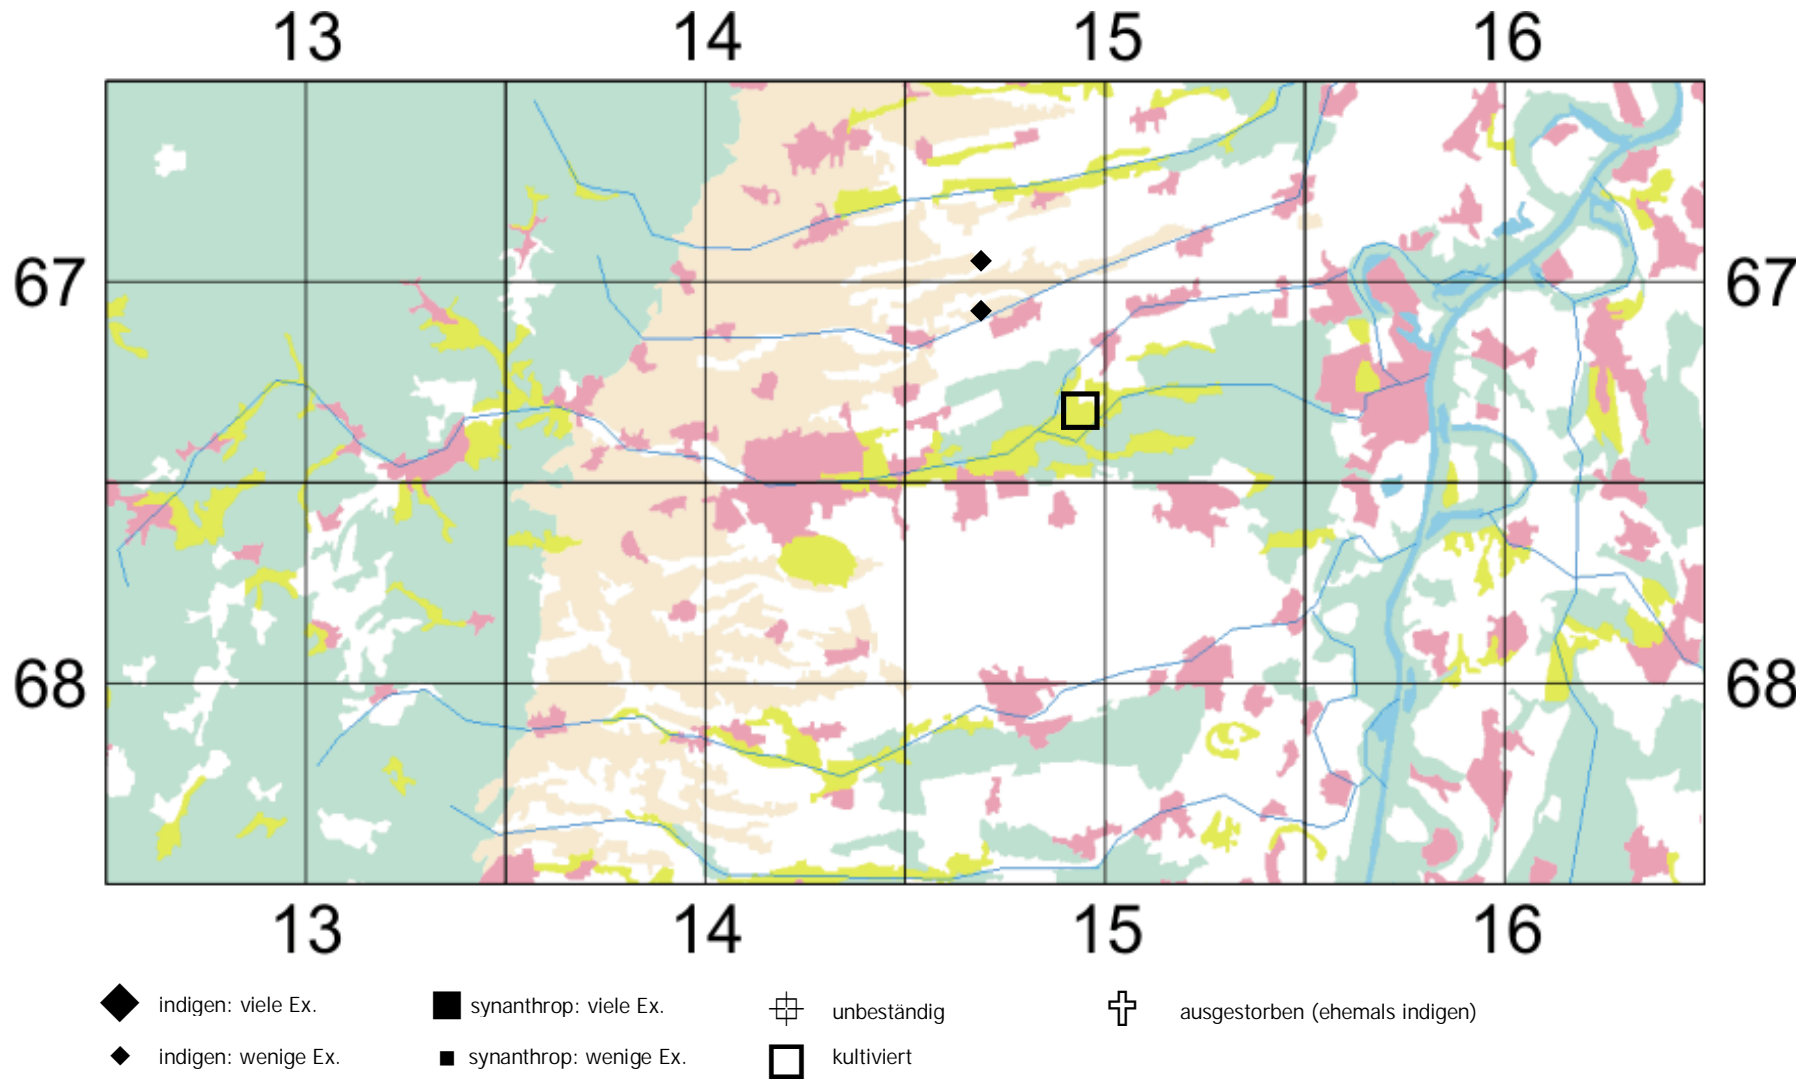 13 14 15 16
67 67
68 68
13 14 15 16
indigen: viele Ex. synanthrop: viele Ex. unbeständig ausgestorben (ehemals indigen)
indigen: wenige Ex. synanthrop: wenige Ex. kultiviert